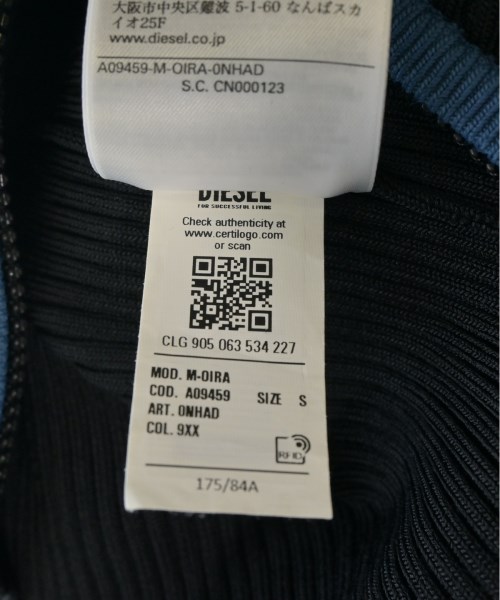 大阪市中央区難波 5-1-60 なんばスカ
イオ25F
www.diesel.co.jp
A09459-M-OIRA-0NHAD
S.C. CN000123
DIESEL
FOR SUCCESSFUL LIVING
Check authenticity at
www.certilogo.com
or scan
CLG 905 063 534 227
MOD. M-OIRA
COD. A09459 SIZE S
ART. 0NHAD
COL. 9XX
RFID
175/84A